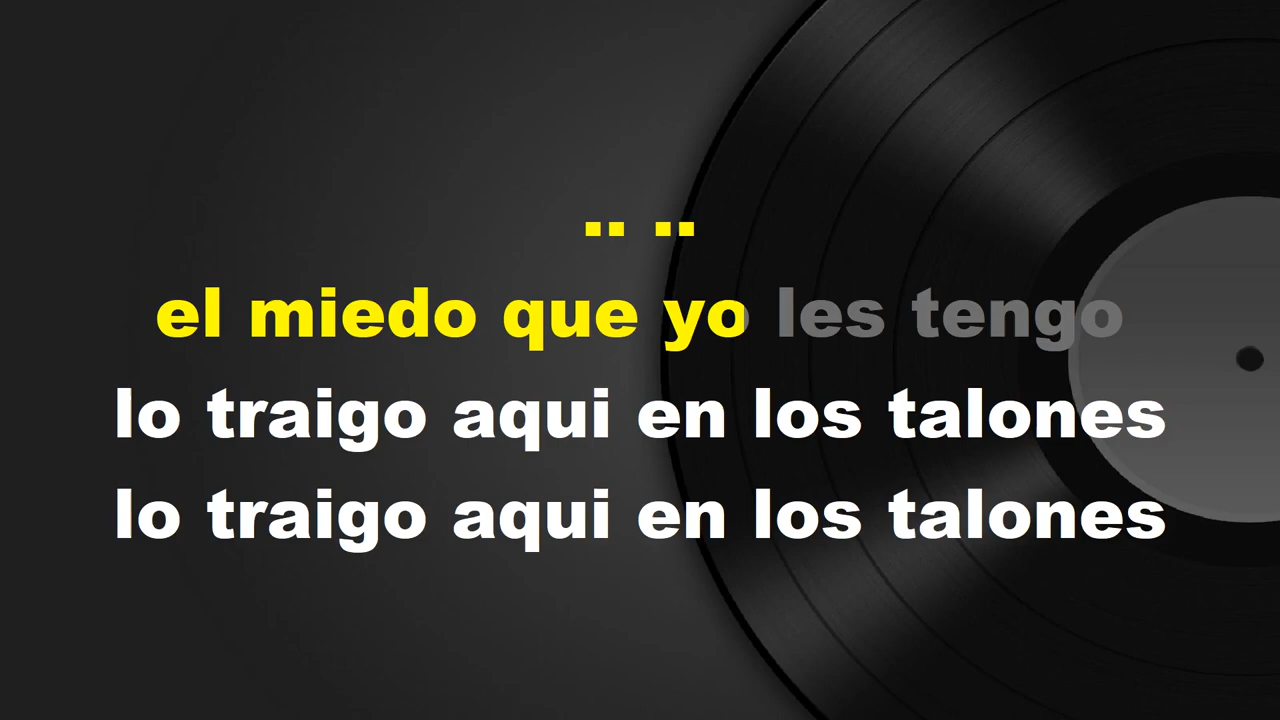 .. ..
el miedo que yo les tengo
lo traigo aqui en los talones
lo traigo aqui en los talones